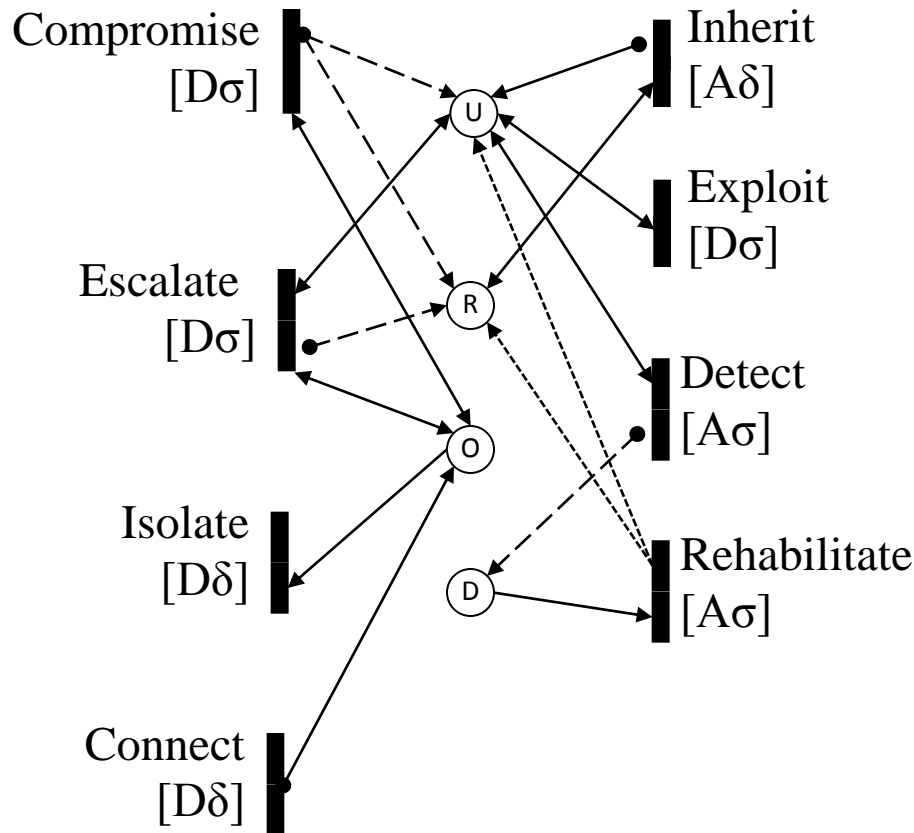 Compromise
[Dσ]
Inherit
[Aδ]
U
Exploit
[Dσ]
Escalate
[Dσ]
R
Detect
[Aσ]
O
Isolate
[Dδ]
D
Rehabilitate
[Aσ]
Connect
[Dδ]